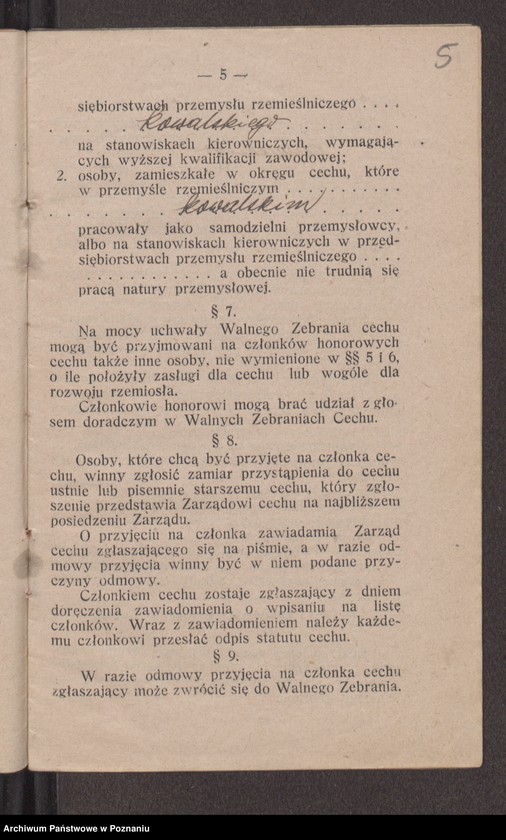 5
— 5 —
siębiorstwach przemysłu rzemieślniczego . . . .
. . . . . . kowalskiego . . . . . . .
na stanowiskach kierowniczych, wymagają-
cych wyższej kwalifikacji zawodowej;
2. osoby, zamieszkałe w okręgu cechu, które
w przemyśle rzemieślniczym . . . . . . . . . . .
. . . . . . . . kowalskim . . . . .
pracowały jako samodzielni przemysłowcy,
albo na stanowiskach kierowniczych w przed-
siębiorstwach przemysłu rzemieślniczego . . . .
. . . . . . . . . . . . a obecnie nie trudnią się
pracą natury przemysłowej.
§ 7.
Na mocy uchwały Walnego Zebrania cechu
mogą być przyjmowani na członków honorowych
cechu także inne osoby, nie wymienione w §§ 5 i 6,
o ile położyły zasługi dla cechu lub wogóle dla
rozwoju rzemiosła.
Członkowie honorowi mogą brać udział z gło-
sem doradczym w Walnych Zebraniach Cechu.
§ 8.
Osoby, które chcą być przyjęte na członka ce-
chu, winny zgłosić zamiar przystąpienia do cechu
ustnie lub pisemnie starszemu cechu, który zgło-
szenie przedstawia Zarządowi cechu na najbliższem
posiedzeniu Zarządu.
O przyjęciu na członka zawiadamia Zarząd
cechu zgłaszającego się na piśmie, a w razie od-
mowy przyjęcia winny być w niem podane przy-
czyny odmowy.
Członkiem cechu zostaje zgłaszający z dniem
doręczenia zawiadomienia o wpisaniu na listę
członków. Wraz z zawiadomieniem należy każde-
mu członkowi przesłać odpis statutu cechu.
§ 9.
W razie odmowy przyjęcia na członka cechu
zgłaszający może zwrócić się do Walnego Zebrania.
Archiwum Państwowe w Poznaniu